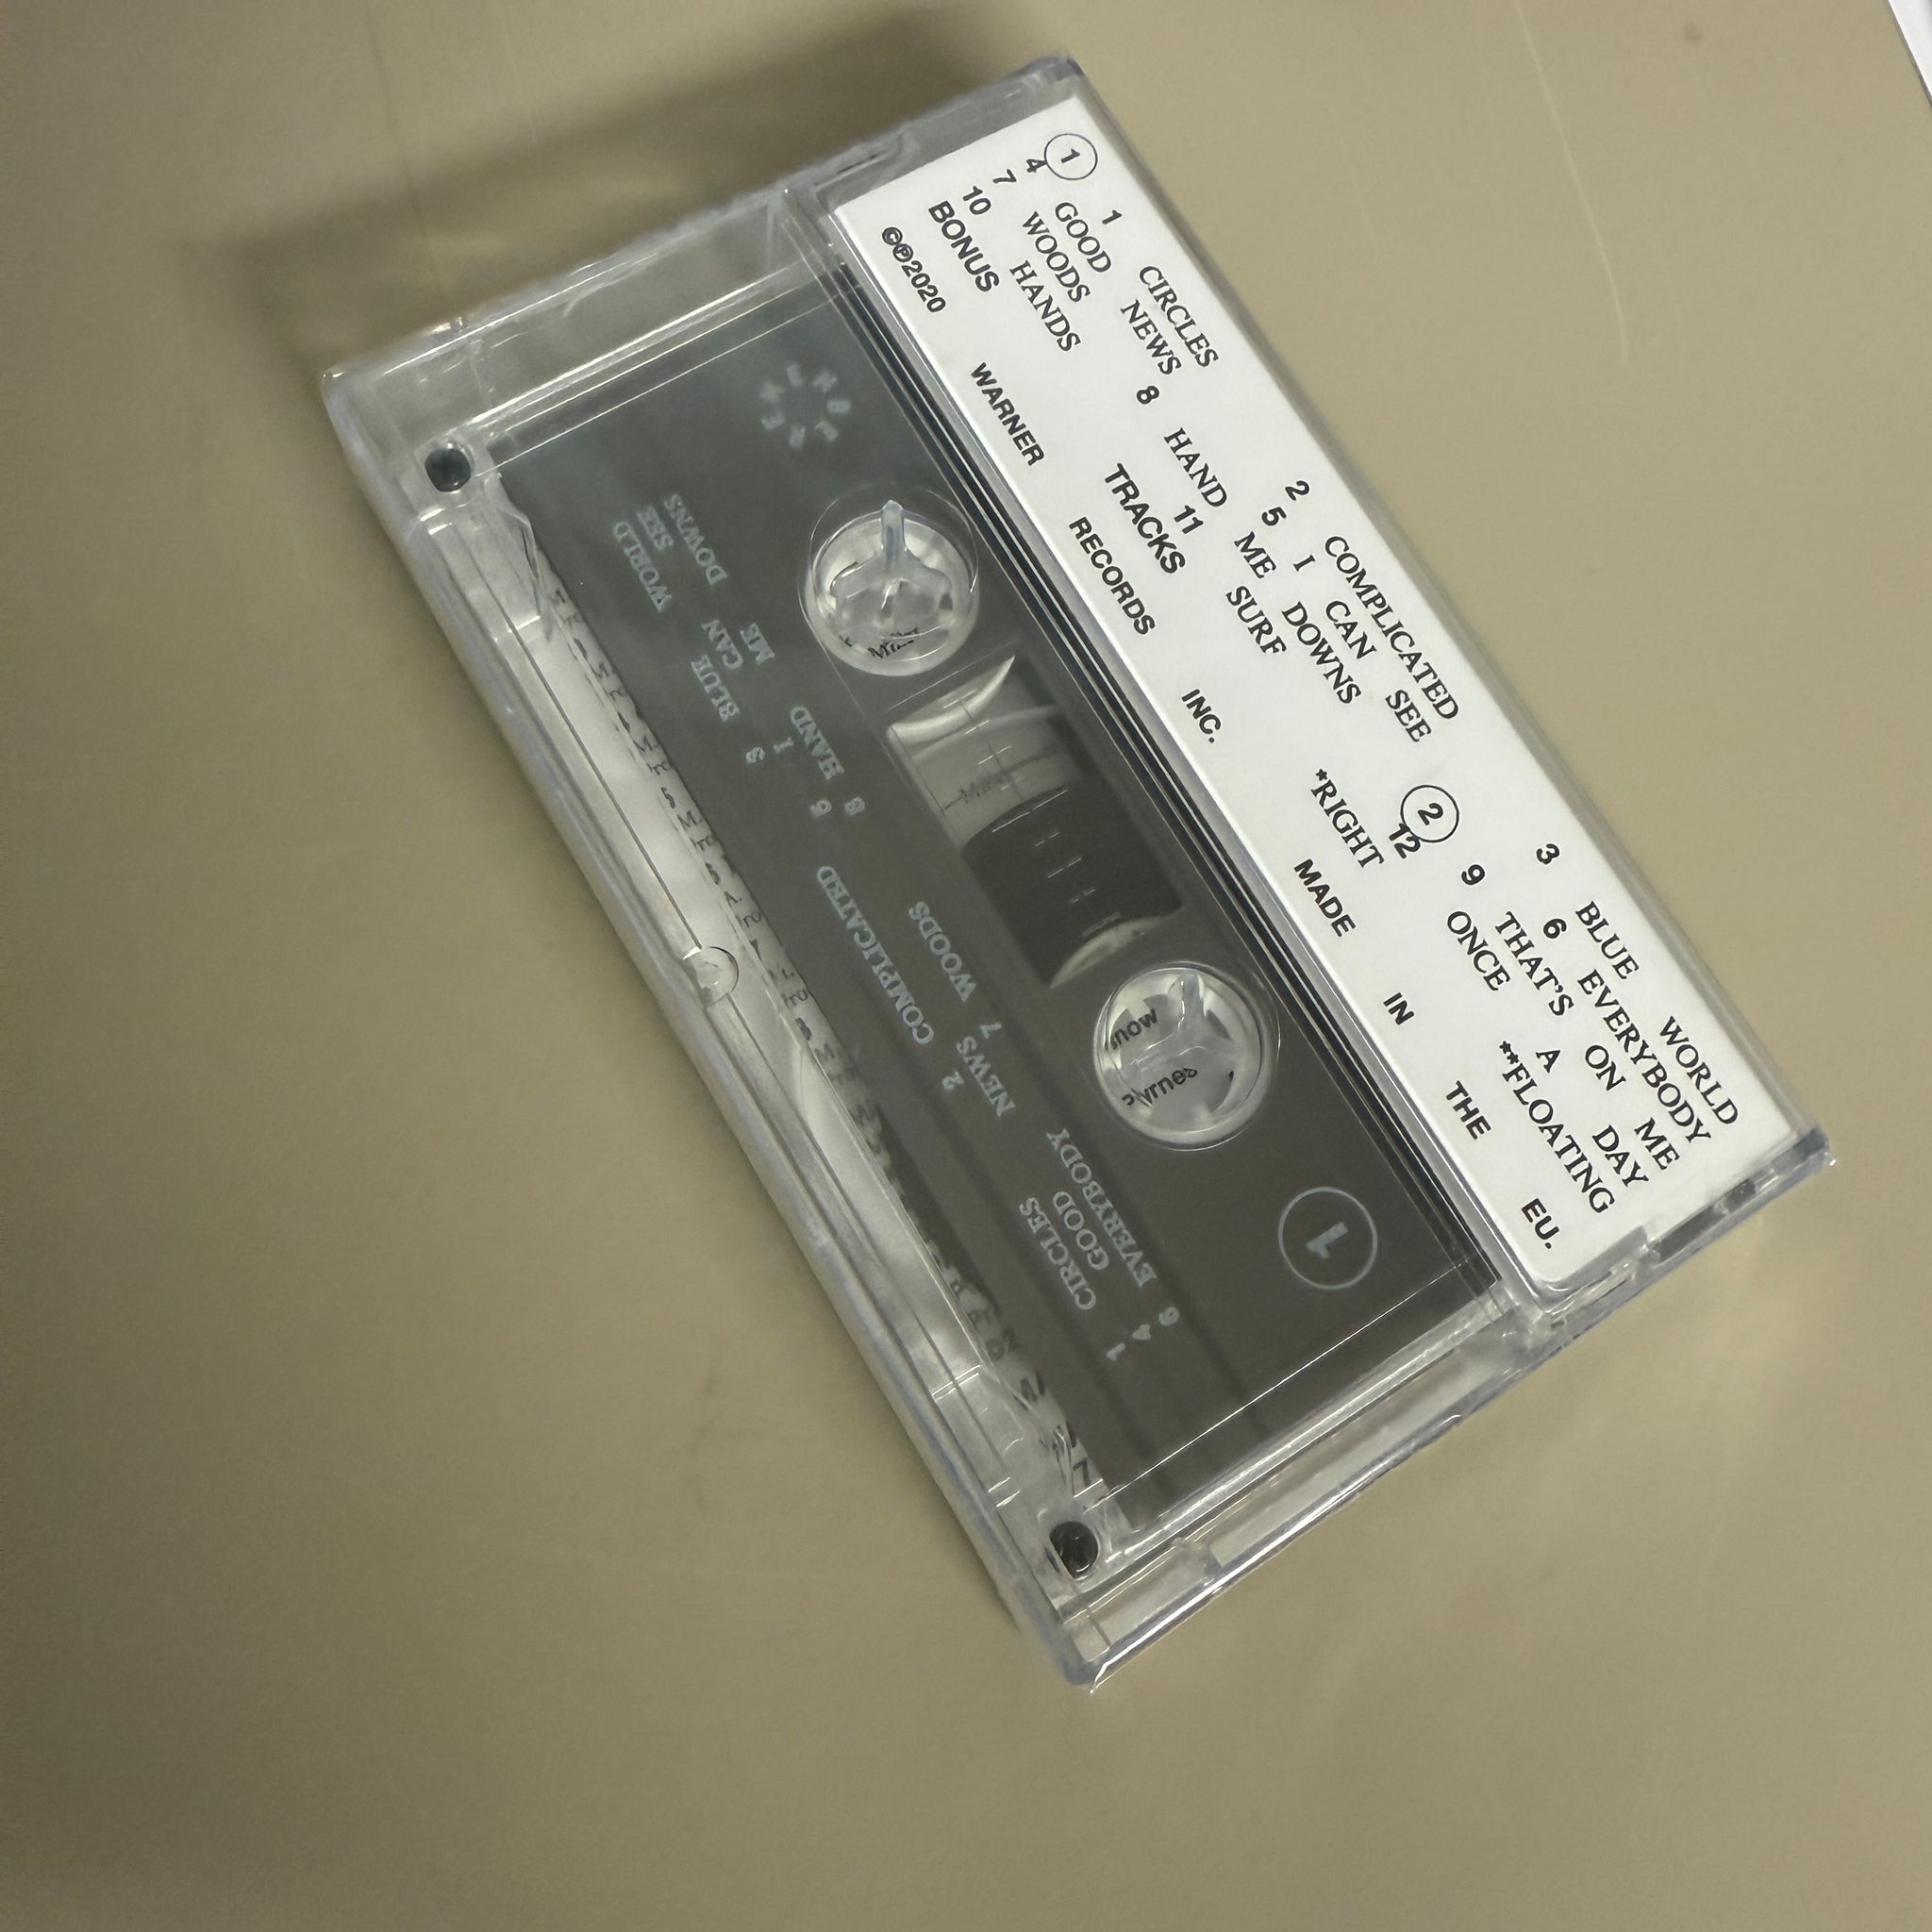 ① 1 CIRCLES 2 COMPLICATED 3 BLUE WORLD
4 GOOD NEWS 5 I CAN SEE 6 EVERYBODY
7 WOODS 8 HAND ME DOWNS ② 9 THAT'S ON ME
10 HANDS 11 SURF 12 ONCE A DAY
BONUS TRACKS *RIGHT **FLOATING
©℗2020 WARNER RECORDS INC. MADE IN THE EU.
①
1 CIRCLES 2 COMPLICATED 3 BLUE WORLD
4 GOOD NEWS 5 I CAN SEE
6 EVERYBODY 7 WOODS 8 HAND ME DOWNS